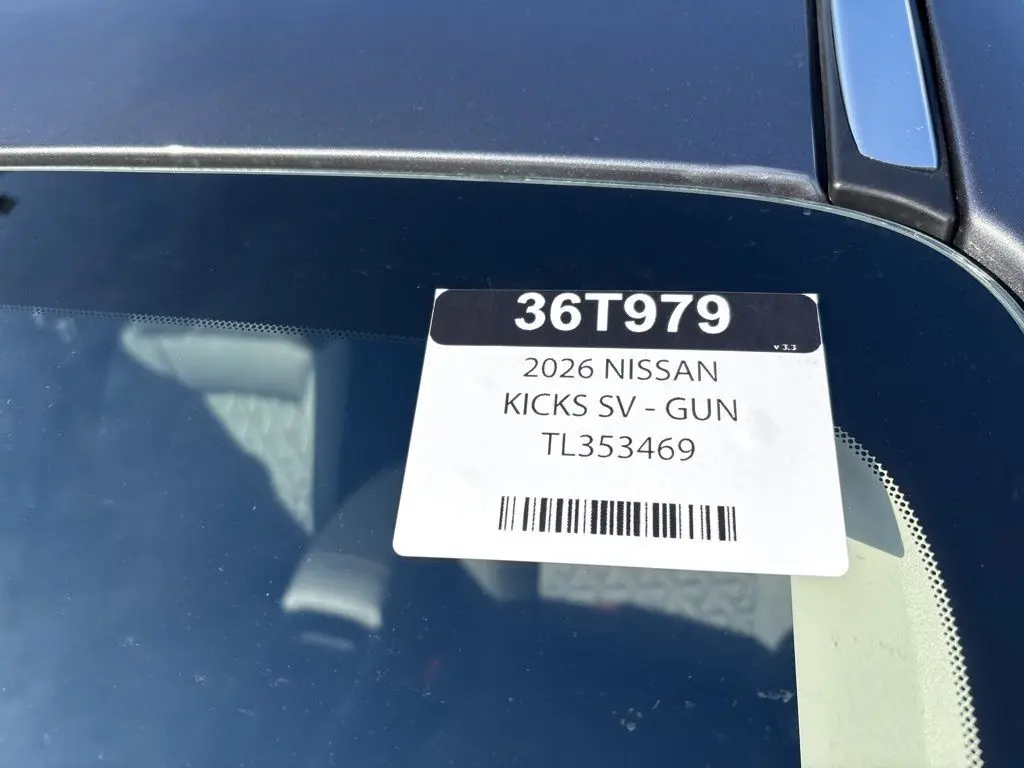 36T979
v 3.3
2026 NISSAN
KICKS SV - GUN
TL353469